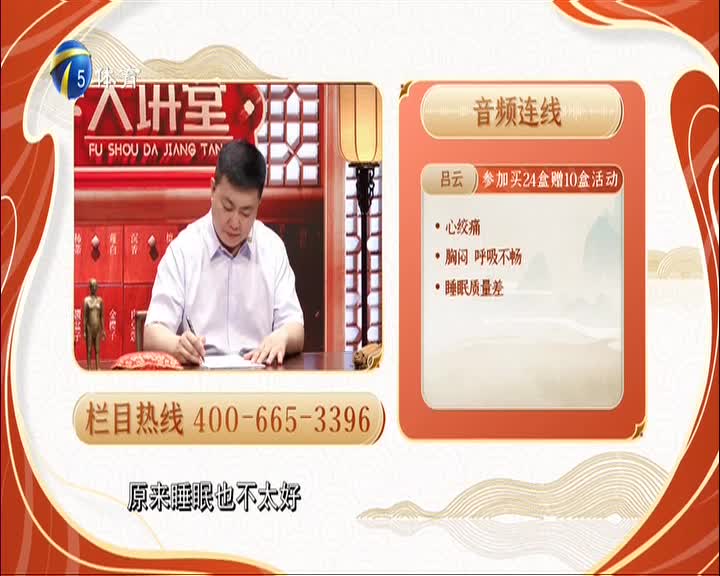 5 体育
大讲堂
FU SHOU DA JIANG TAN
音频连线
吕云 参加买24盒赠10盒活动
• 心绞痛
• 胸闷 呼吸不畅
• 睡眠质量差
栏目热线 400-665-3396
原来睡眠也不太好